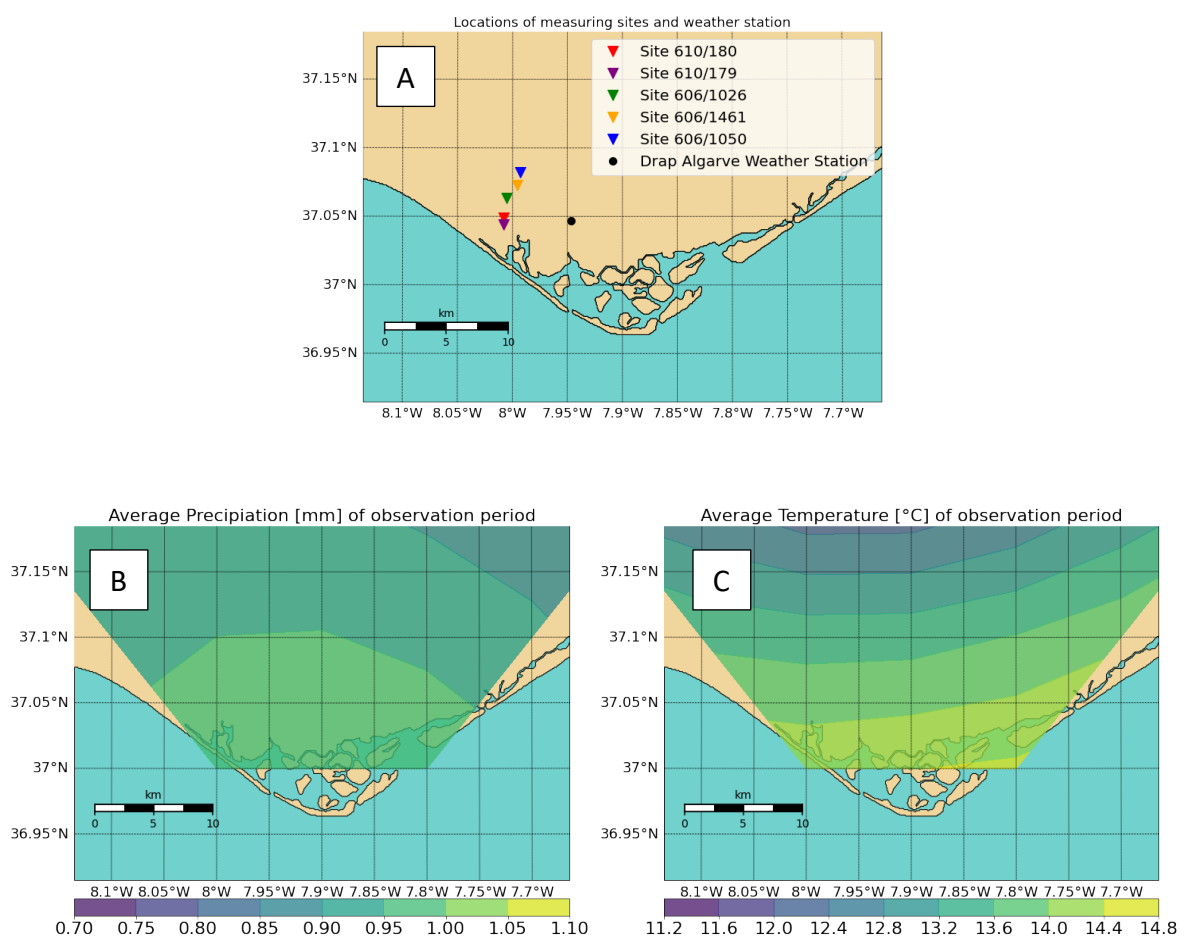 Locations of measuring sites and weather station
A
Site 610/180
Site 610/179
Site 606/1026
Site 606/1461
Site 606/1050
Drap Algarve Weather Station
37.15°N
37.1°N
37.05°N
37°N
36.95°N
km
0 5 10
8.1°W 8.05°W 8°W 7.95°W 7.9°W 7.85°W 7.8°W 7.75°W 7.7°W
Average Precipiation [mm] of observation period
B
37.15°N
37.1°N
37.05°N
37°N
36.95°N
km
0 5 10
8.1°W 8.05°W 8°W 7.95°W 7.9°W 7.85°W 7.8°W 7.75°W 7.7°W
0.70 0.75 0.80 0.85 0.90 0.95 1.00 1.05 1.10
Average Temperature [°C] of observation period
C
37.15°N
37.1°N
37.05°N
37°N
36.95°N
km
0 5 10
8.1°W 8.05°W 8°W 7.95°W 7.9°W 7.85°W 7.8°W 7.75°W 7.7°W
11.2 11.6 12.0 12.4 12.8 13.2 13.6 14.0 14.4 14.8